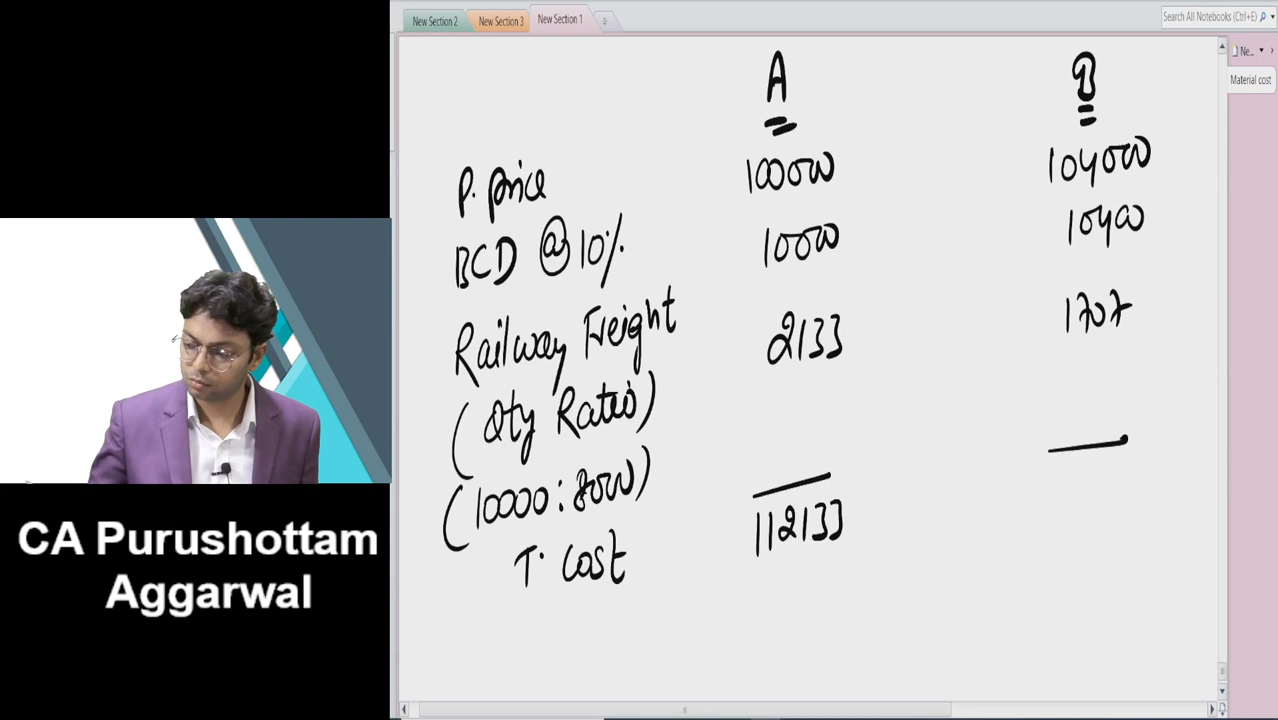 New Section 2 New Section 3 New Section 1
Search All Notebooks (Ctrl+E)
Ne...
Material cost
A B
P. price 100000 104000
BCD @ 10% 10000 10400
Railway Freight 2133 1707
(Qty Ratio)
(10000 : 8000)
T. Cost 112133
CA Purushottam
Aggarwal